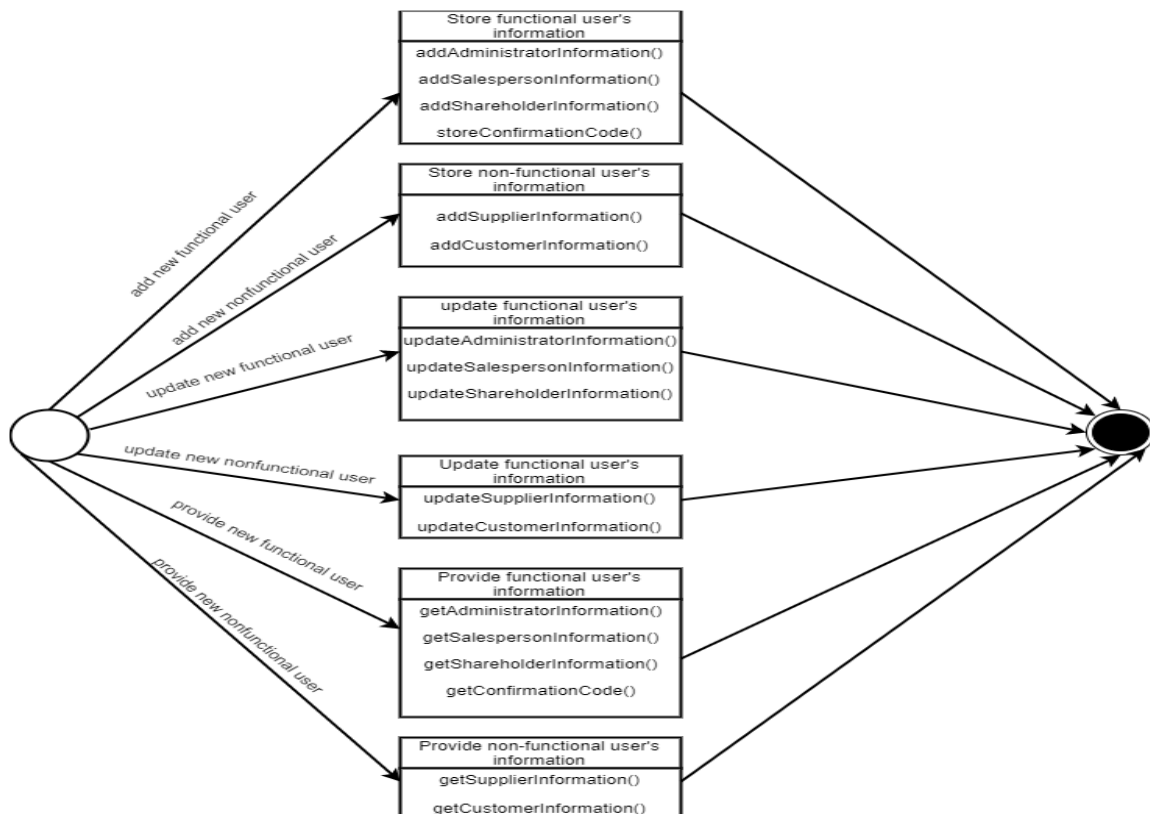 Store functional user's
information
addAdministratorInformation()
addSalespersonInformation()
addShareholderInformation()
storeConfirmationCode()
add new functional user
Store non-functional user's
information
addSupplierInformation()
addCustomerInformation()
add new nonfunctional user
update functional user's
information
updateAdministratorInformation()
updateSalespersonInformation()
updateShareholderInformation()
update new functional user
Update functional user's
information
updateSupplierInformation()
updateCustomerInformation()
update new nonfunctional user
Provide functional user's
information
getAdministratorInformation()
getSalespersonInformation()
getShareholderInformation()
getConfirmationCode()
provide new functional user
Provide non-functional user's
information
getSupplierInformation()
getCustomerInformation()
provide new nonfunctional user